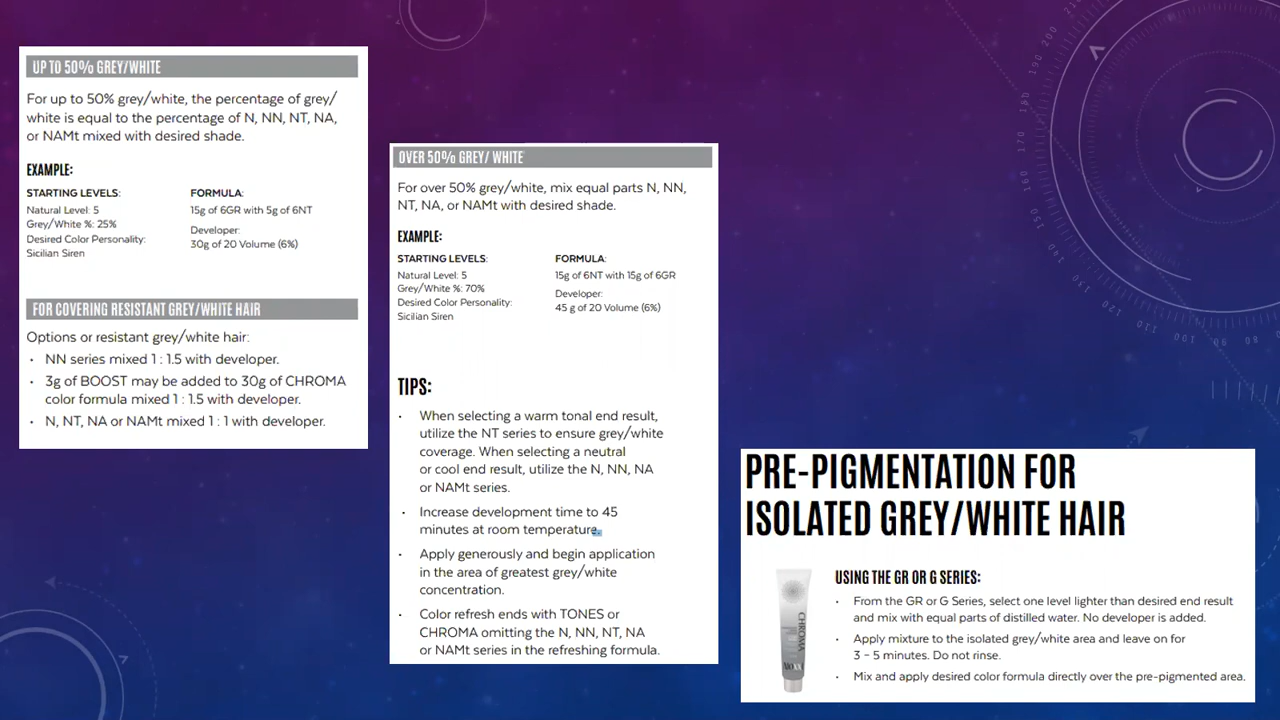 UP TO 50% GREY/WHITE
For up to 50% grey/white, the percentage of grey/
white is equal to the percentage of N, NN, NT, NA,
or NAMt mixed with desired shade.
EXAMPLE:
STARTING LEVELS:
Natural Level: 5
Grey/White %: 25%
Desired Color Personality:
Sicilian Siren
FORMULA:
15g of 6GR with 5g of 6NT
Developer:
30g of 20 Volume (6%)
FOR COVERING RESISTANT GREY/WHITE HAIR
Options or resistant grey/white hair:
• NN series mixed 1 : 1.5 with developer.
• 3g of BOOST may be added to 30g of CHROMA
color formula mixed 1 : 1.5 with developer.
• N, NT, NA or NAMt mixed 1 : 1 with developer.
OVER 50% GREY/ WHITE
For over 50% grey/white, mix equal parts N, NN,
NT, NA, or NAMt with desired shade.
EXAMPLE:
STARTING LEVELS:
Natural Level: 5
Grey/White %: 70%
Desired Color Personality:
Sicilian Siren
FORMULA:
15g of 6NT with 15g of 6GR
Developer:
45 g of 20 Volume (6%)
TIPS:
• When selecting a warm tonal end result,
utilize the NT series to ensure grey/white
coverage. When selecting a neutral
or cool end result, utilize the N, NN, NA
or NAMt series.
• Increase development time to 45
minutes at room temperature.
• Apply generously and begin application
in the area of greatest grey/white
concentration.
• Color refresh ends with TONES or
CHROMA omitting the N, NN, NT, NA
or NAMt series in the refreshing formula.
PRE-PIGMENTATION FOR
ISOLATED GREY/WHITE HAIR
CHROMA
USING THE GR OR G SERIES:
• From the GR or G Series, select one level lighter than desired end result
and mix with equal parts of distilled water. No developer is added.
• Apply mixture to the isolated grey/white area and leave on for
3 – 5 minutes. Do not rinse.
• Mix and apply desired color formula directly over the pre-pigmented area.
200
190
160
150
140
120
110
100
90
80